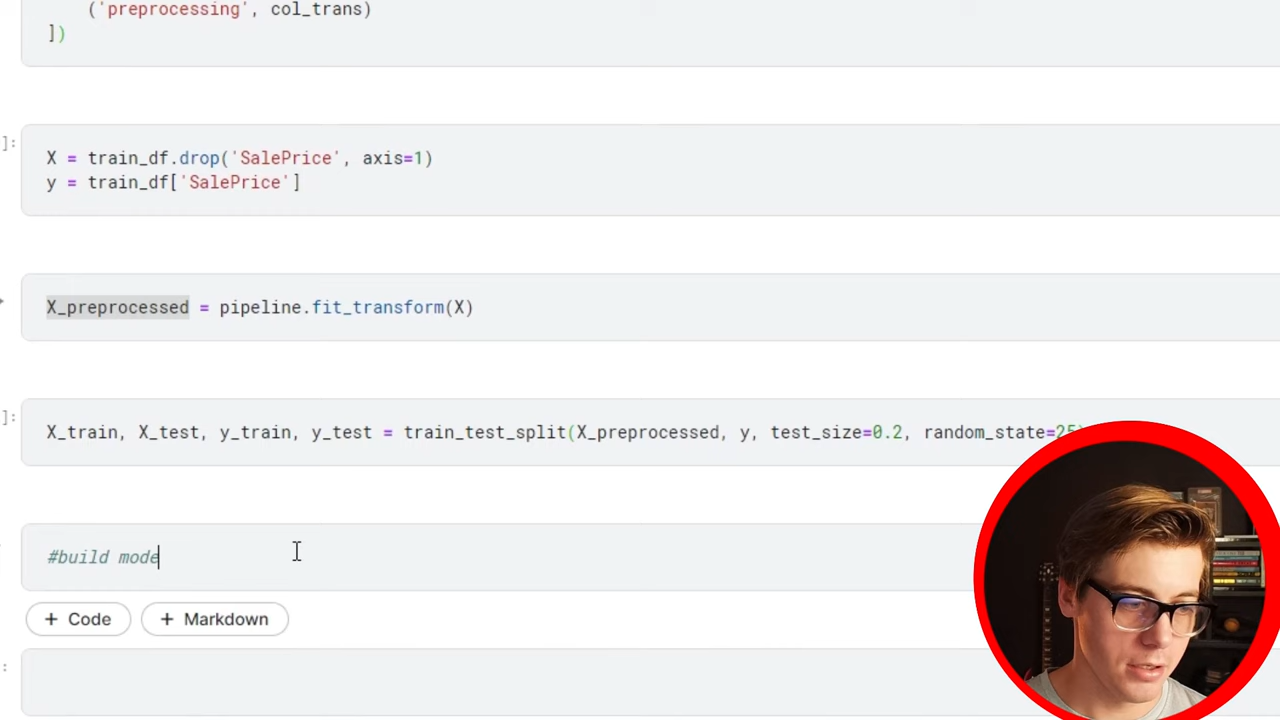 ('preprocessing', col_trans)
])
]:
X = train_df.drop('SalePrice', axis=1)
y = train_df['SalePrice']
X_preprocessed = pipeline.fit_transform(X)
]:
X_train, X_test, y_train, y_test = train_test_split(X_preprocessed, y, test_size=0.2, random_state=25)
#build mode
+ Code
+ Markdown
: